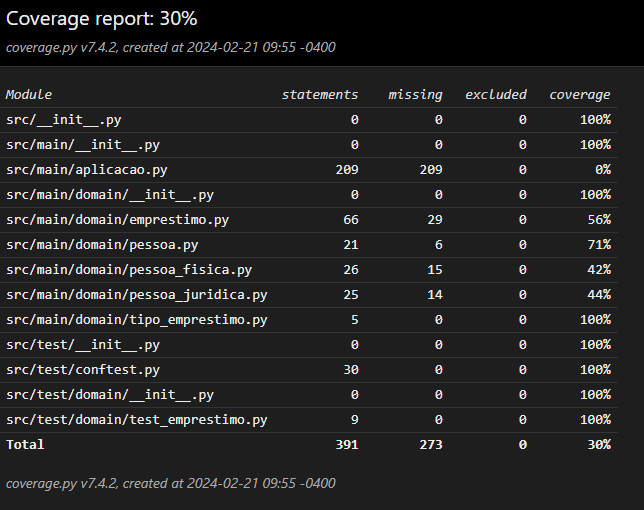 Coverage report: 30%
coverage.py v7.4.2, created at 2024-02-21 09:55 -0400
Module statements missing excluded coverage
src/__init__.py 0 0 0 100%
src/main/__init__.py 0 0 0 100%
src/main/aplicacao.py 209 209 0 0%
src/main/domain/__init__.py 0 0 0 100%
src/main/domain/emprestimo.py 66 29 0 56%
src/main/domain/pessoa.py 21 6 0 71%
src/main/domain/pessoa_fisica.py 26 15 0 42%
src/main/domain/pessoa_juridica.py 25 14 0 44%
src/main/domain/tipo_emprestimo.py 5 0 0 100%
src/test/__init__.py 0 0 0 100%
src/test/conftest.py 30 0 0 100%
src/test/domain/__init__.py 0 0 0 100%
src/test/domain/test_emprestimo.py 9 0 0 100%
Total 391 273 0 30%
coverage.py v7.4.2, created at 2024-02-21 09:55 -0400